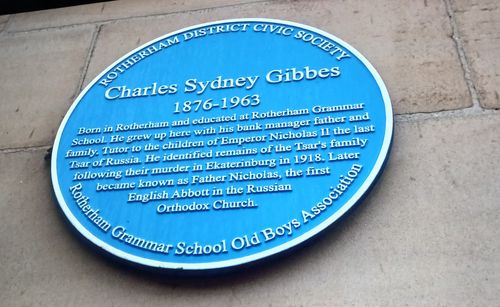 ROTHERHAM DISTRICT CIVIC SOCIETY
Charles Sydney Gibbes
1876-1963
Born in Rotherham and educated at Rotherham Grammar
School. He grew up here with his bank manager father and
family. Tutor to the children of Emperor Nicholas II the last
Tsar of Russia. He identified remains of the Tsar's family
following their murder in Ekaterinburg in 1918. Later
became known as Father Nicholas, the first
English Abbott in the Russian
Orthodox Church.
Rotherham Grammar School Old Boys Association